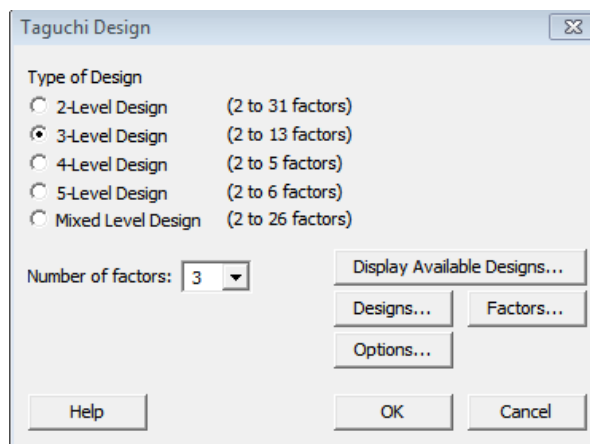 Taguchi Design
Type of Design
2-Level Design (2 to 31 factors)
3-Level Design (2 to 13 factors)
4-Level Design (2 to 5 factors)
5-Level Design (2 to 6 factors)
Mixed Level Design (2 to 26 factors)
Number of factors: 3
Display Available Designs...
Designs... Factors...
Options...
Help OK Cancel